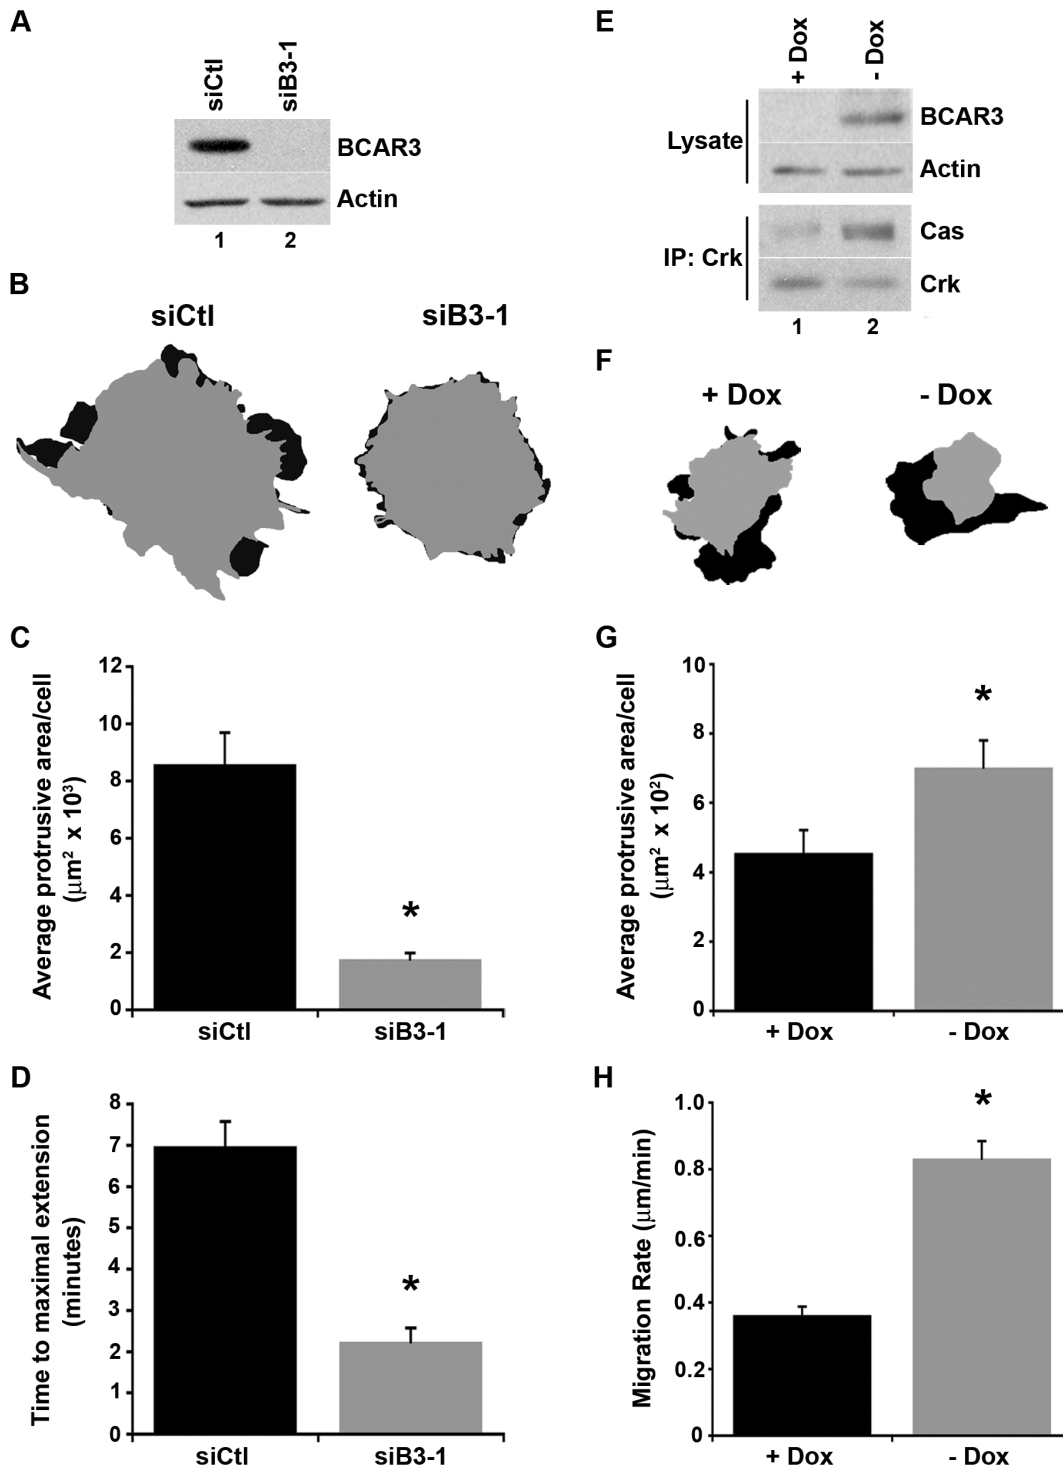 A
siCtl
siB3-1
BCAR3
Actin
1 2
B
siCtl siB3-1
C
Average protrusive area/cell
(μm² x 10³)
12
10
8
6
4
2
0
*
siCtl siB3-1
D
Time to maximal extension
(minutes)
8
7
6
5
4
3
2
1
0
*
siCtl siB3-1
E
+ Dox
- Dox
Lysate
BCAR3
Actin
IP: Crk
Cas
Crk
1 2
F
+ Dox - Dox
G
Average protrusive area/cell
(μm² x 10²)
10
8
6
4
2
0
*
+ Dox - Dox
H
Migration Rate (μm/min)
1.0
0.8
0.6
0.4
0.2
0
*
+ Dox - Dox